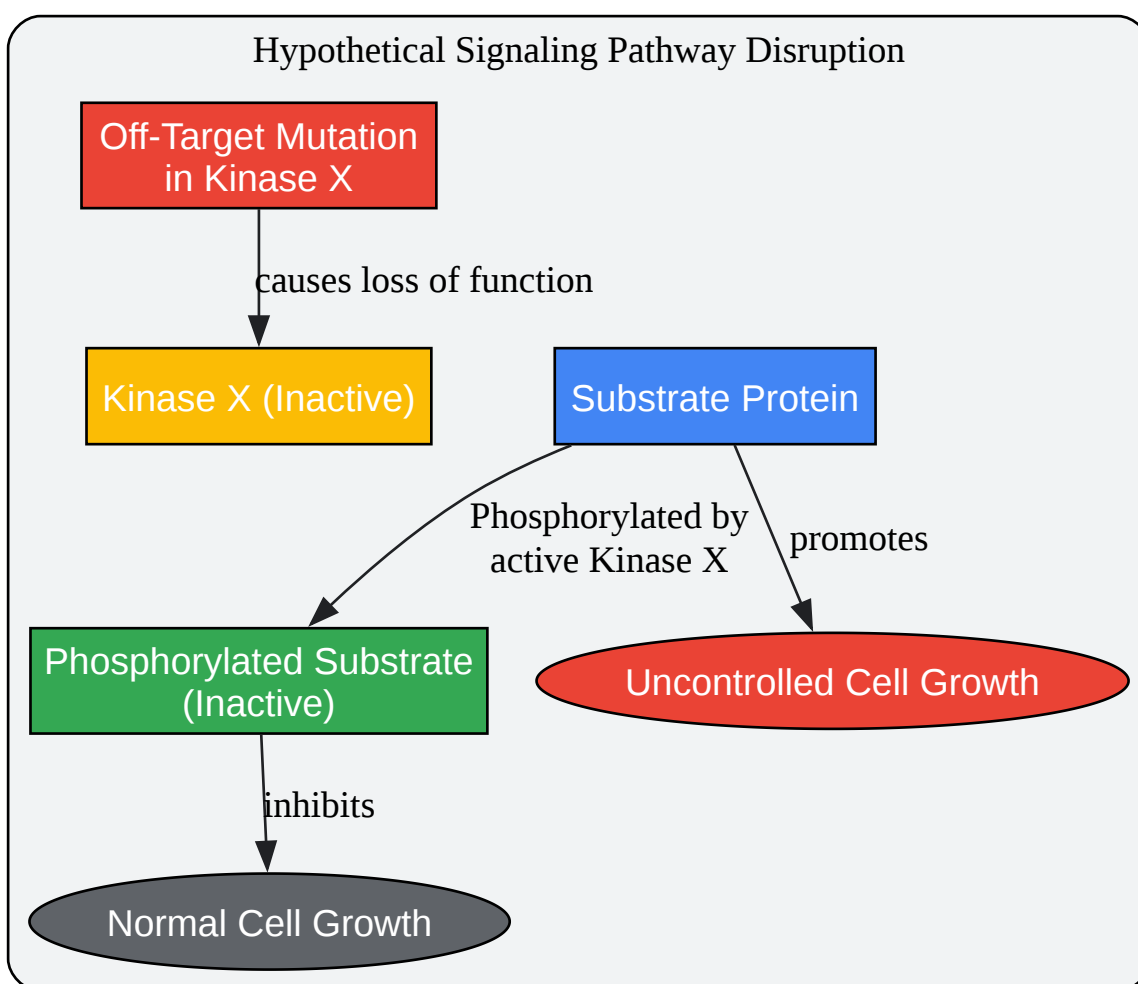 Hypothetical Signaling Pathway Disruption
Off-Target Mutation
in Kinase X
causes loss of function
Kinase X (Inactive)
Substrate Protein
Phosphorylated by
active Kinase X
promotes
Phosphorylated Substrate
(Inactive)
Uncontrolled Cell Growth
inhibits
Normal Cell Growth